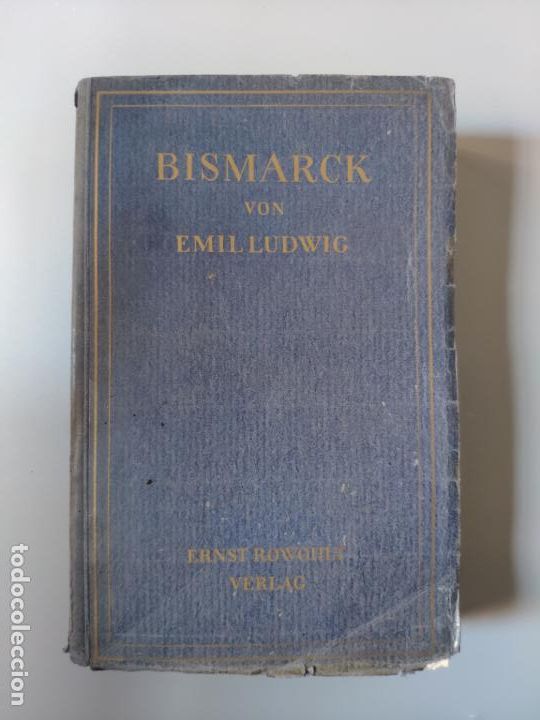 BISMARCK
VON
EMIL LUDWIG
ERNST ROWOHLT
VERLAG
todocoleccion